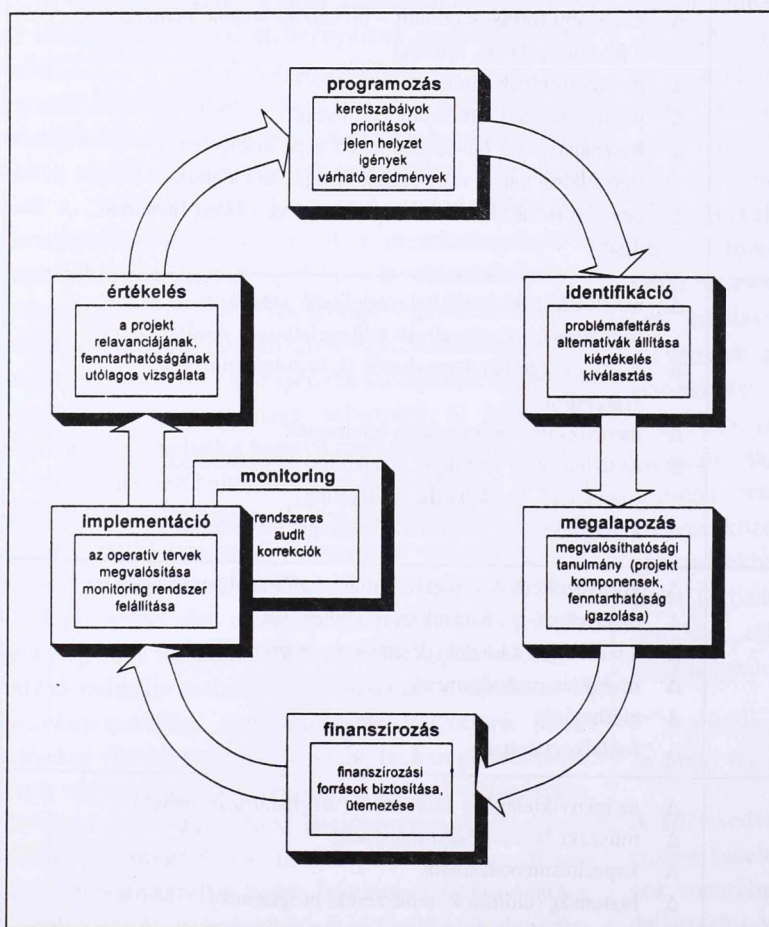 programozás
keretszabályok
prioritások
jelen helyzet
igények
várható eredmények
identifikáció
problémafeltárás
alternatívák állítása
kiértékelés
kiválasztás
megalapozás
megvalósíthatósági
tanulmány (projekt
komponensek,
fenntarthatóság
igazolása)
finanszírozás
finanszírozási
források biztosítása,
ütemezése
Implementáció
az operatív tervek
megvalósítása
monitoring rendszer
felállítása
monitoring
rendszeres
audit
korrekciók
értékelés
a projekt
relavanciájának,
fenntarthatóságának
utólagos vizsgálata